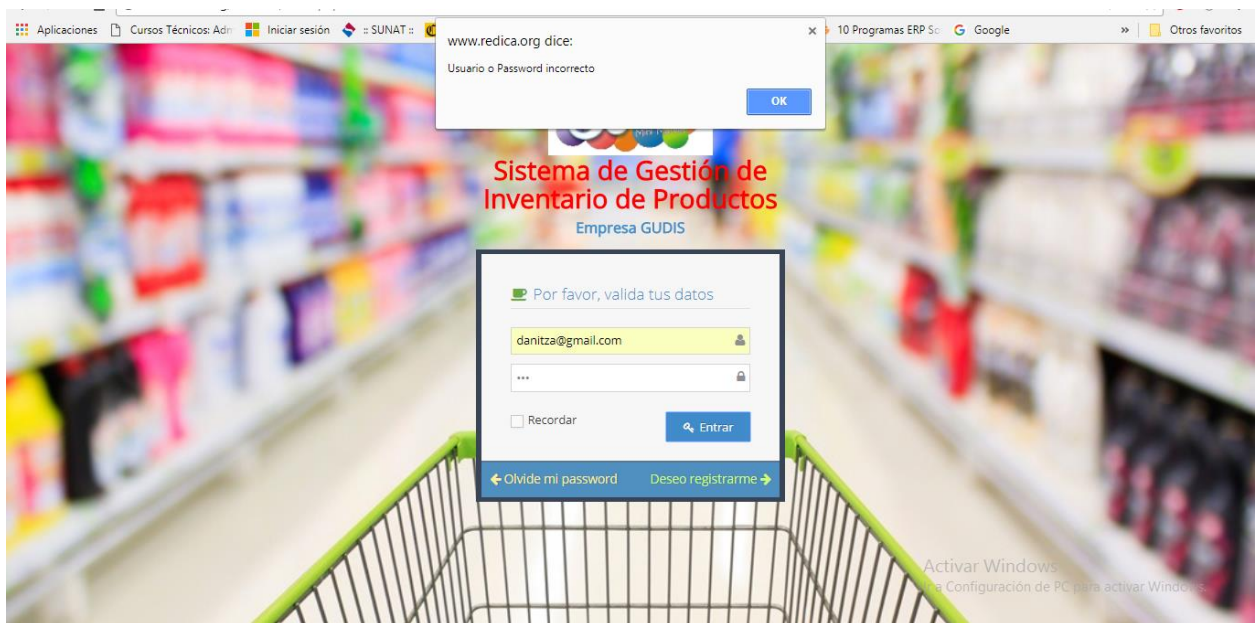 Aplicaciones Cursos Técnicos: Adm Iniciar sesión :: SUNAT :: 10 Programas ERP So Google » Otros favoritos
www.redica.org dice: ×
Usuario o Password incorrecto
OK
Sistema de Gestión de
Inventario de Productos
Empresa GUDIS
Por favor, valida tus datos
danitza@gmail.com
•••
Recordar
Entrar
Olvide mi password Deseo registrarme
Activar Windows
a Configuración de PC para activar Windows.